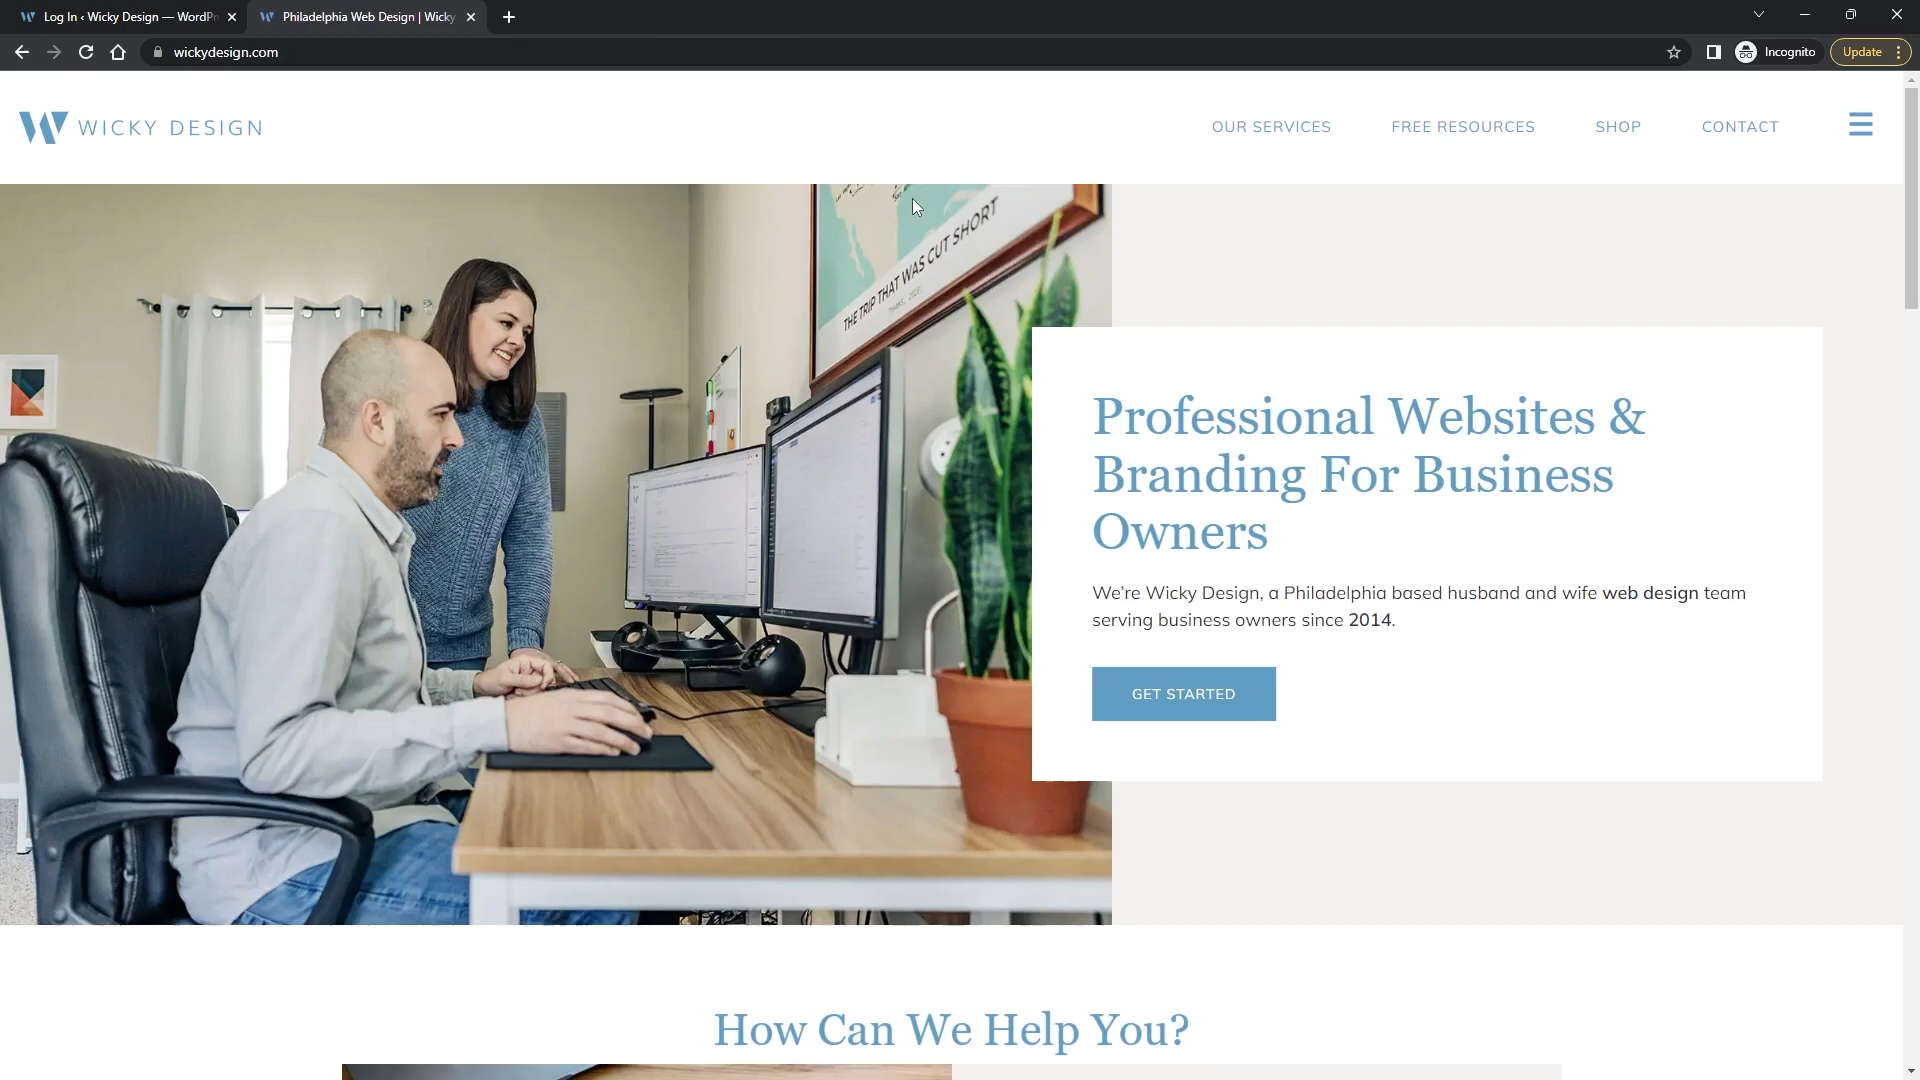 Log In ‹ Wicky Design — WordPr
Philadelphia Web Design | Wicky
wickydesign.com
Incognito
Update
WICKY DESIGN
OUR SERVICES
FREE RESOURCES
SHOP
CONTACT
THE TRIP THAT WAS CUT SHORT
Professional Websites &
Branding For Business
Owners
We’re Wicky Design, a Philadelphia based husband and wife web design team
serving business owners since 2014.
GET STARTED
How Can We Help You?